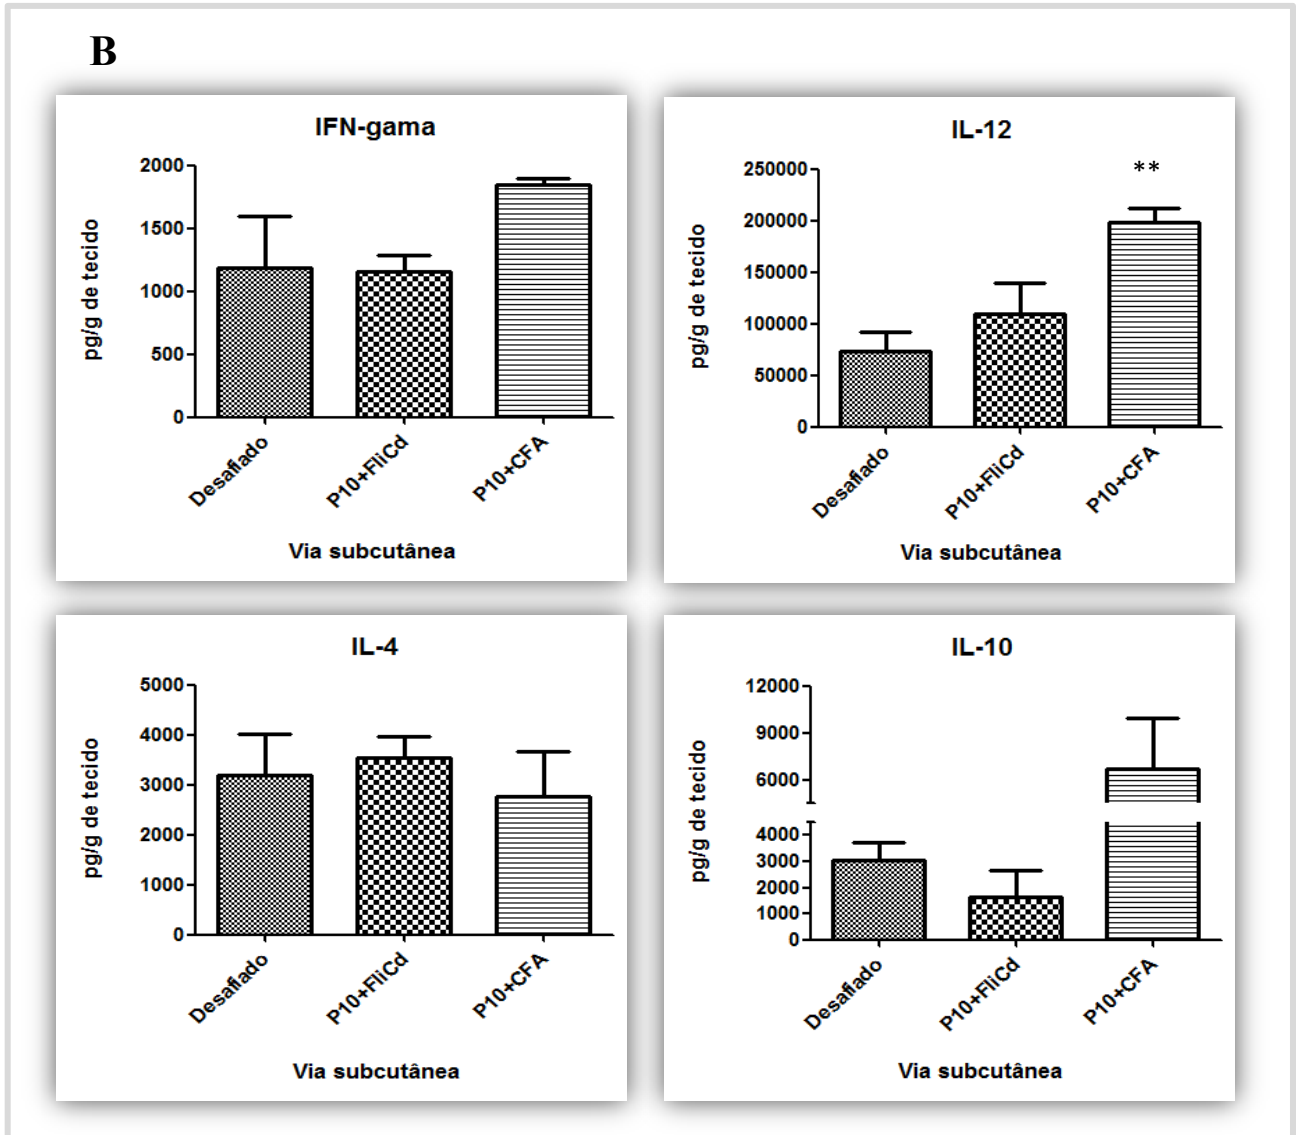 B
IFN-gama
pg/g de tecido
2000
1500
1000
500
0
Desafiado
P10+FliCd
P10+CFA
Via subcutânea
IL-12
**
pg/g de tecido
250000
200000
150000
100000
50000
0
Desafiado
P10+FliCd
P10+CFA
Via subcutânea
IL-4
pg/g de tecido
5000
4000
3000
2000
1000
0
Desafiado
P10+FliCd
P10+CFA
Via subcutânea
IL-10
pg/g de tecido
12000
9000
6000
4000
3000
2000
1000
0
Desafiado
P10+FliCd
P10+CFA
Via subcutânea